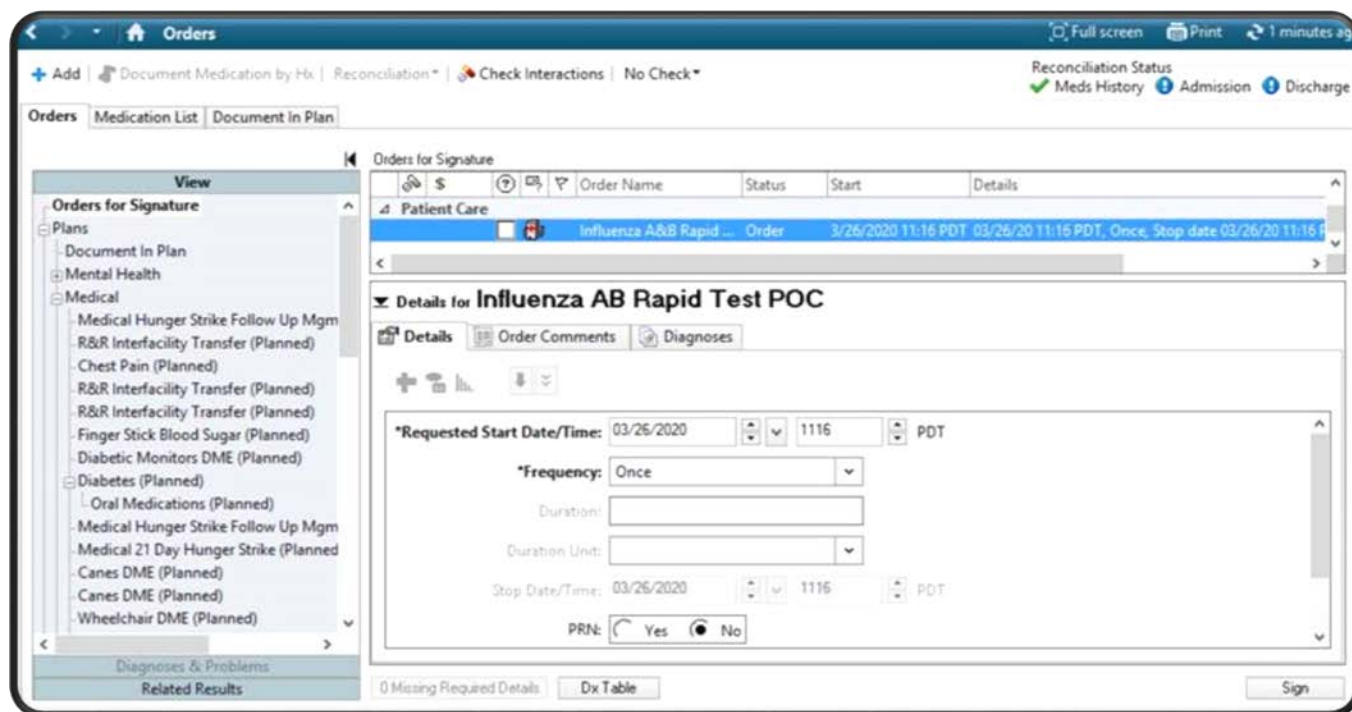 Orders
Full screen Print 1 minutes ag
Add Document Medication by Hx Reconciliation Check Interactions No Check
Reconciliation Status
Meds History Admission Discharge
Orders Medication List Document In Plan
View
Orders for Signature
Plans
Document In Plan
Mental Health
Medical
Medical Hunger Strike Follow Up Mgm
R&R Interfacility Transfer (Planned)
Chest Pain (Planned)
R&R Interfacility Transfer (Planned)
R&R Interfacility Transfer (Planned)
Finger Stick Blood Sugar (Planned)
Diabetic Monitors DME (Planned)
Diabetes (Planned)
Oral Medications (Planned)
Medical Hunger Strike Follow Up Mgm
Medical 21 Day Hunger Strike (Planned
Canes DME (Planned)
Canes DME (Planned)
Wheelchair DME (Planned)
Diagnoses & Problems
Related Results
Orders for Signature
$ Order Name Status Start Details
Patient Care
Influenza A&B Rapid ... Order 3/26/2020 11:16 PDT 03/26/20 11:16 PDT, Once, Stop date 03/26/20 11:16 P
Details for Influenza AB Rapid Test POC
Details Order Comments Diagnoses
*Requested Start Date/Time: 03/26/2020 1116 PDT
*Frequency: Once
Duration:
Duration Unit:
Stop Date/Time: 03/26/2020 1116 PDT
PRN: Yes No
0 Missing Required Details Dx Table Sign